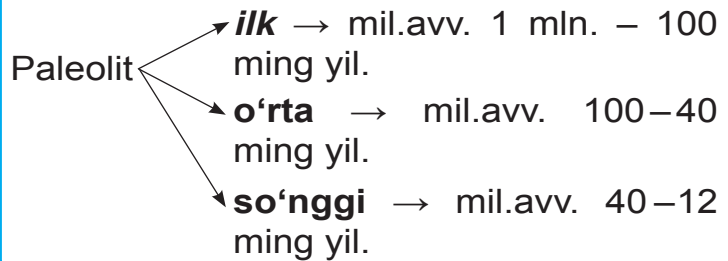 ilk → mil.avv. 1 mln. – 100
ming yil.
Paleolit
o‘rta → mil.avv. 100–40
ming yil.
so‘nggi → mil.avv. 40–12
ming yil.